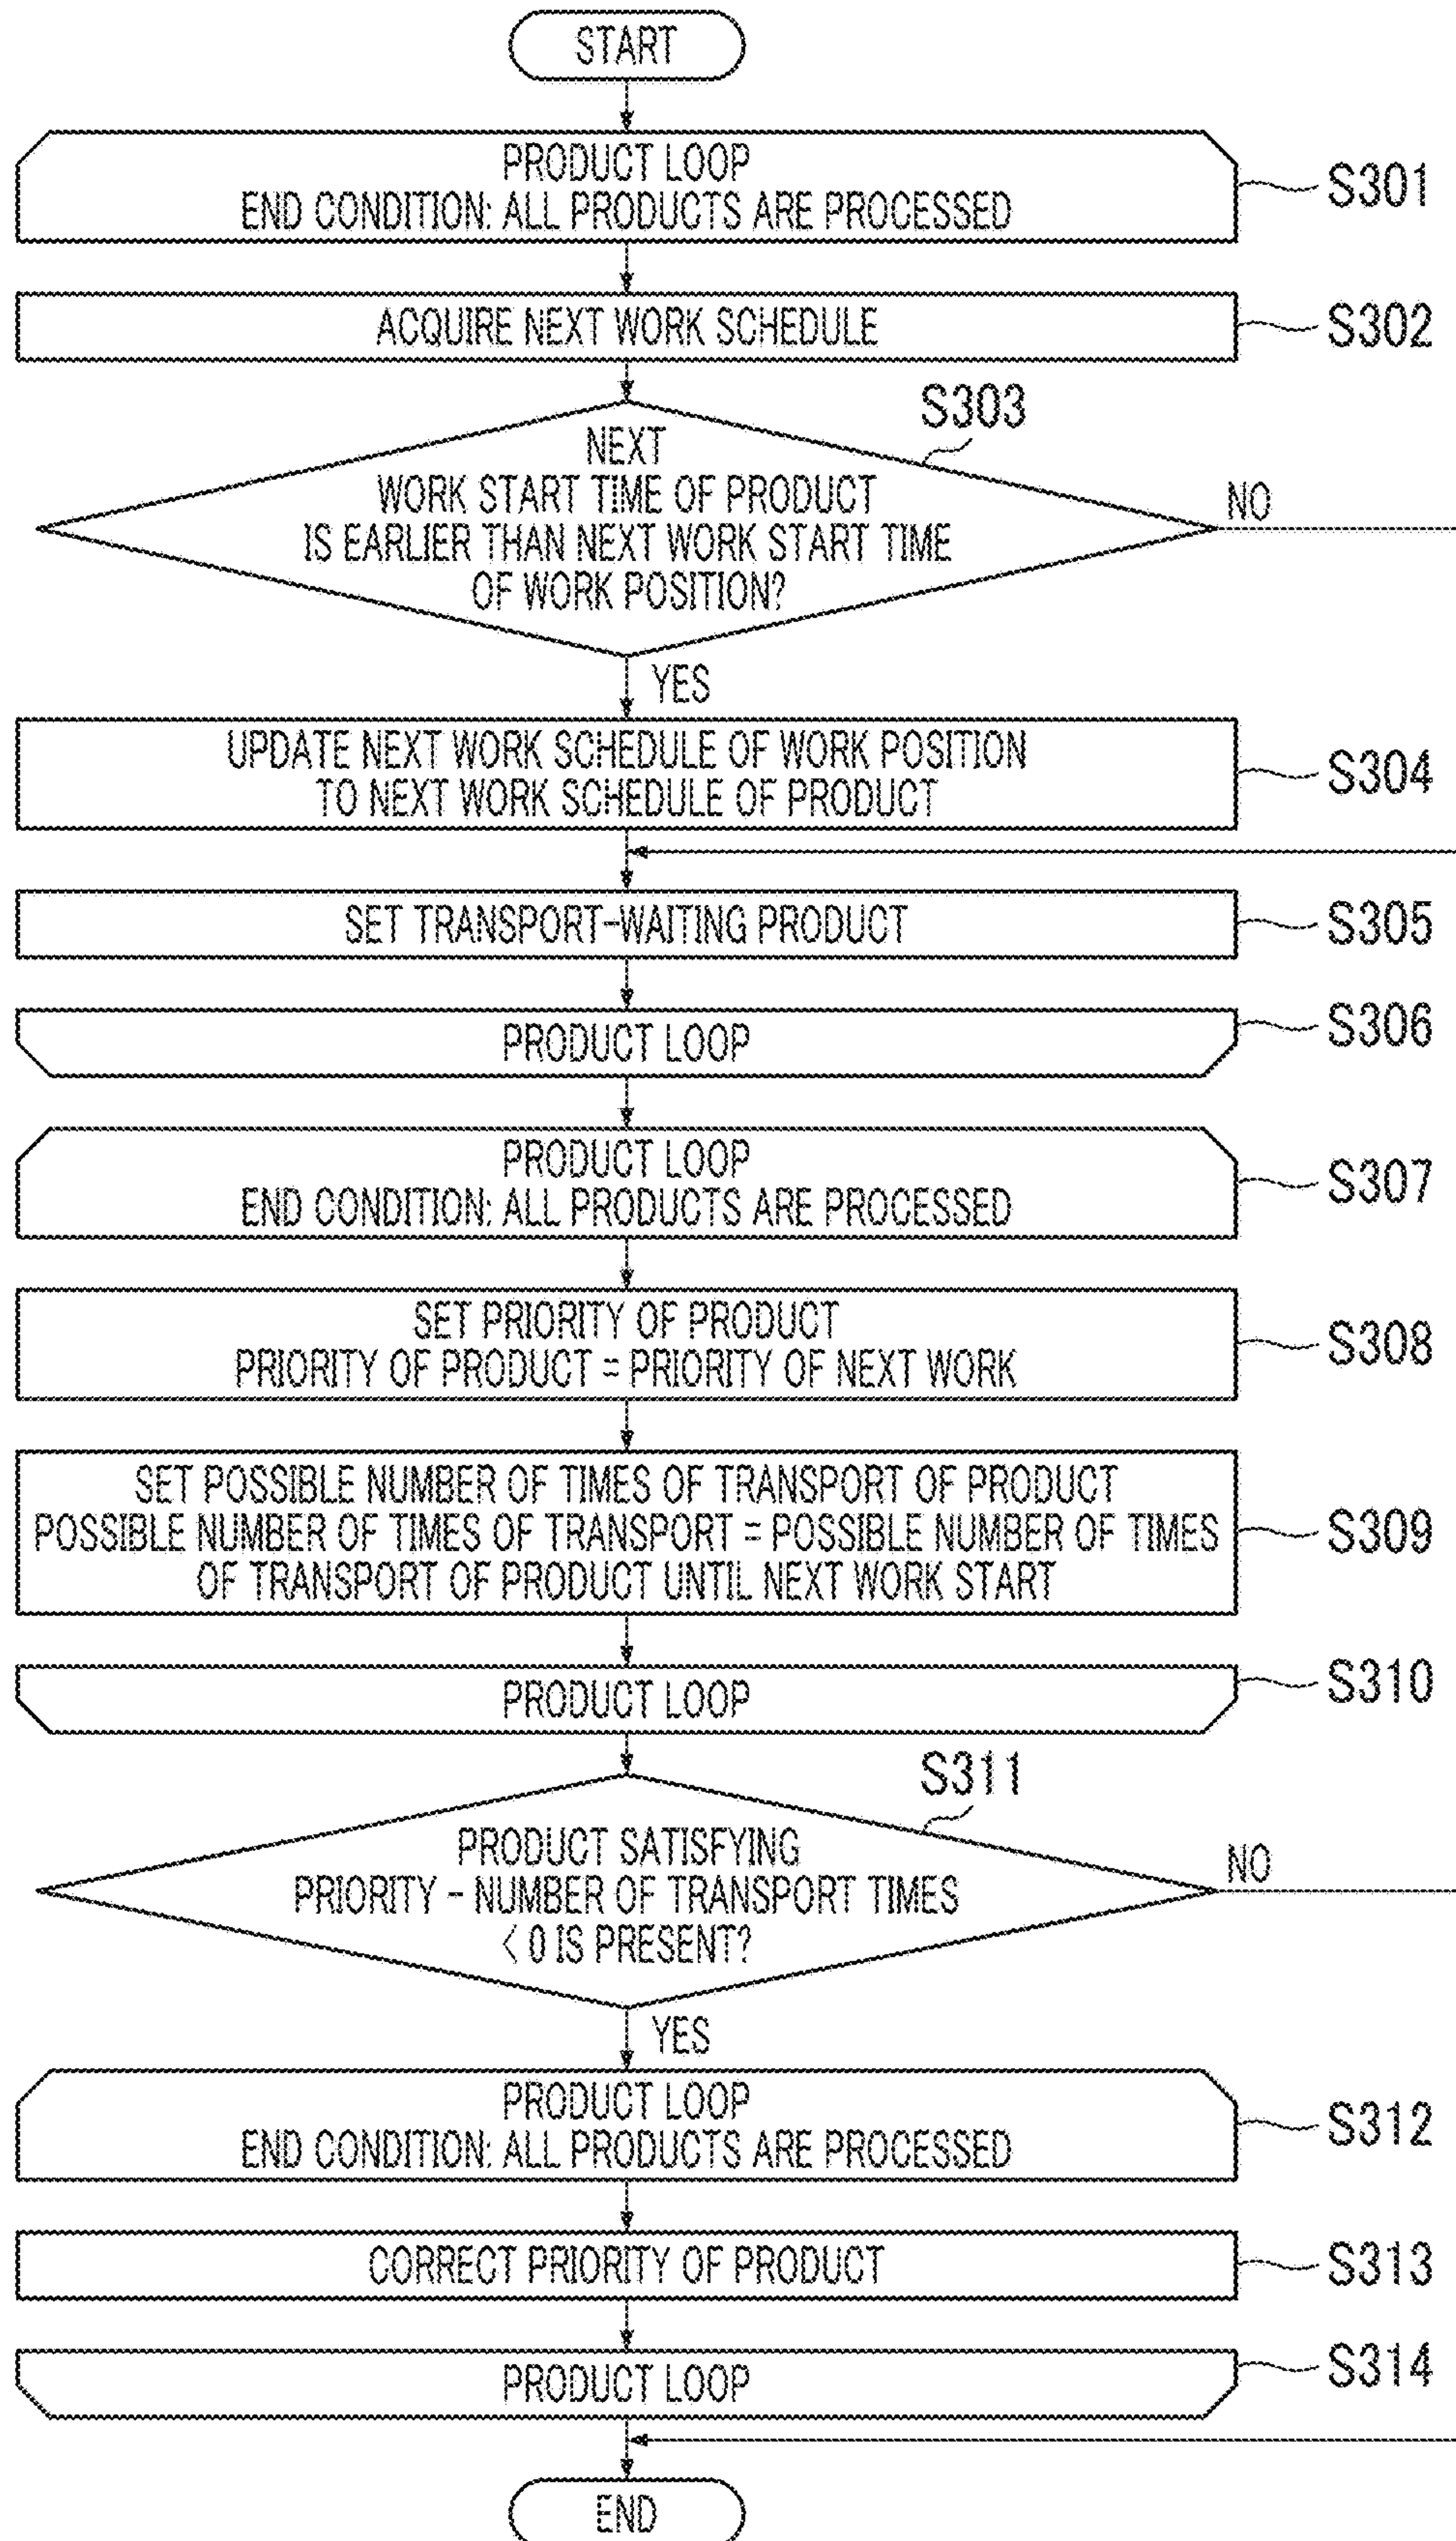 START
PRODUCT LOOP
END CONDITION: ALL PRODUCTS ARE PROCESSED
S301
ACQUIRE NEXT WORK SCHEDULE
S302
S303
NEXT
WORK START TIME OF PRODUCT
IS EARLIER THAN NEXT WORK START TIME
OF WORK POSITION?
NO
YES
UPDATE NEXT WORK SCHEDULE OF WORK POSITION
TO NEXT WORK SCHEDULE OF PRODUCT
S304
SET TRANSPORT-WAITING PRODUCT
S305
PRODUCT LOOP
S306
PRODUCT LOOP
END CONDITION: ALL PRODUCTS ARE PROCESSED
S307
SET PRIORITY OF PRODUCT
PRIORITY OF PRODUCT = PRIORITY OF NEXT WORK
S308
SET POSSIBLE NUMBER OF TIMES OF TRANSPORT OF PRODUCT
POSSIBLE NUMBER OF TIMES OF TRANSPORT = POSSIBLE NUMBER OF TIMES
OF TRANSPORT OF PRODUCT UNTIL NEXT WORK START
S309
PRODUCT LOOP
S310
S311
PRODUCT SATISFYING
PRIORITY - NUMBER OF TRANSPORT TIMES
< 0 IS PRESENT?
NO
YES
PRODUCT LOOP
END CONDITION: ALL PRODUCTS ARE PROCESSED
S312
CORRECT PRIORITY OF PRODUCT
S313
PRODUCT LOOP
S314
END